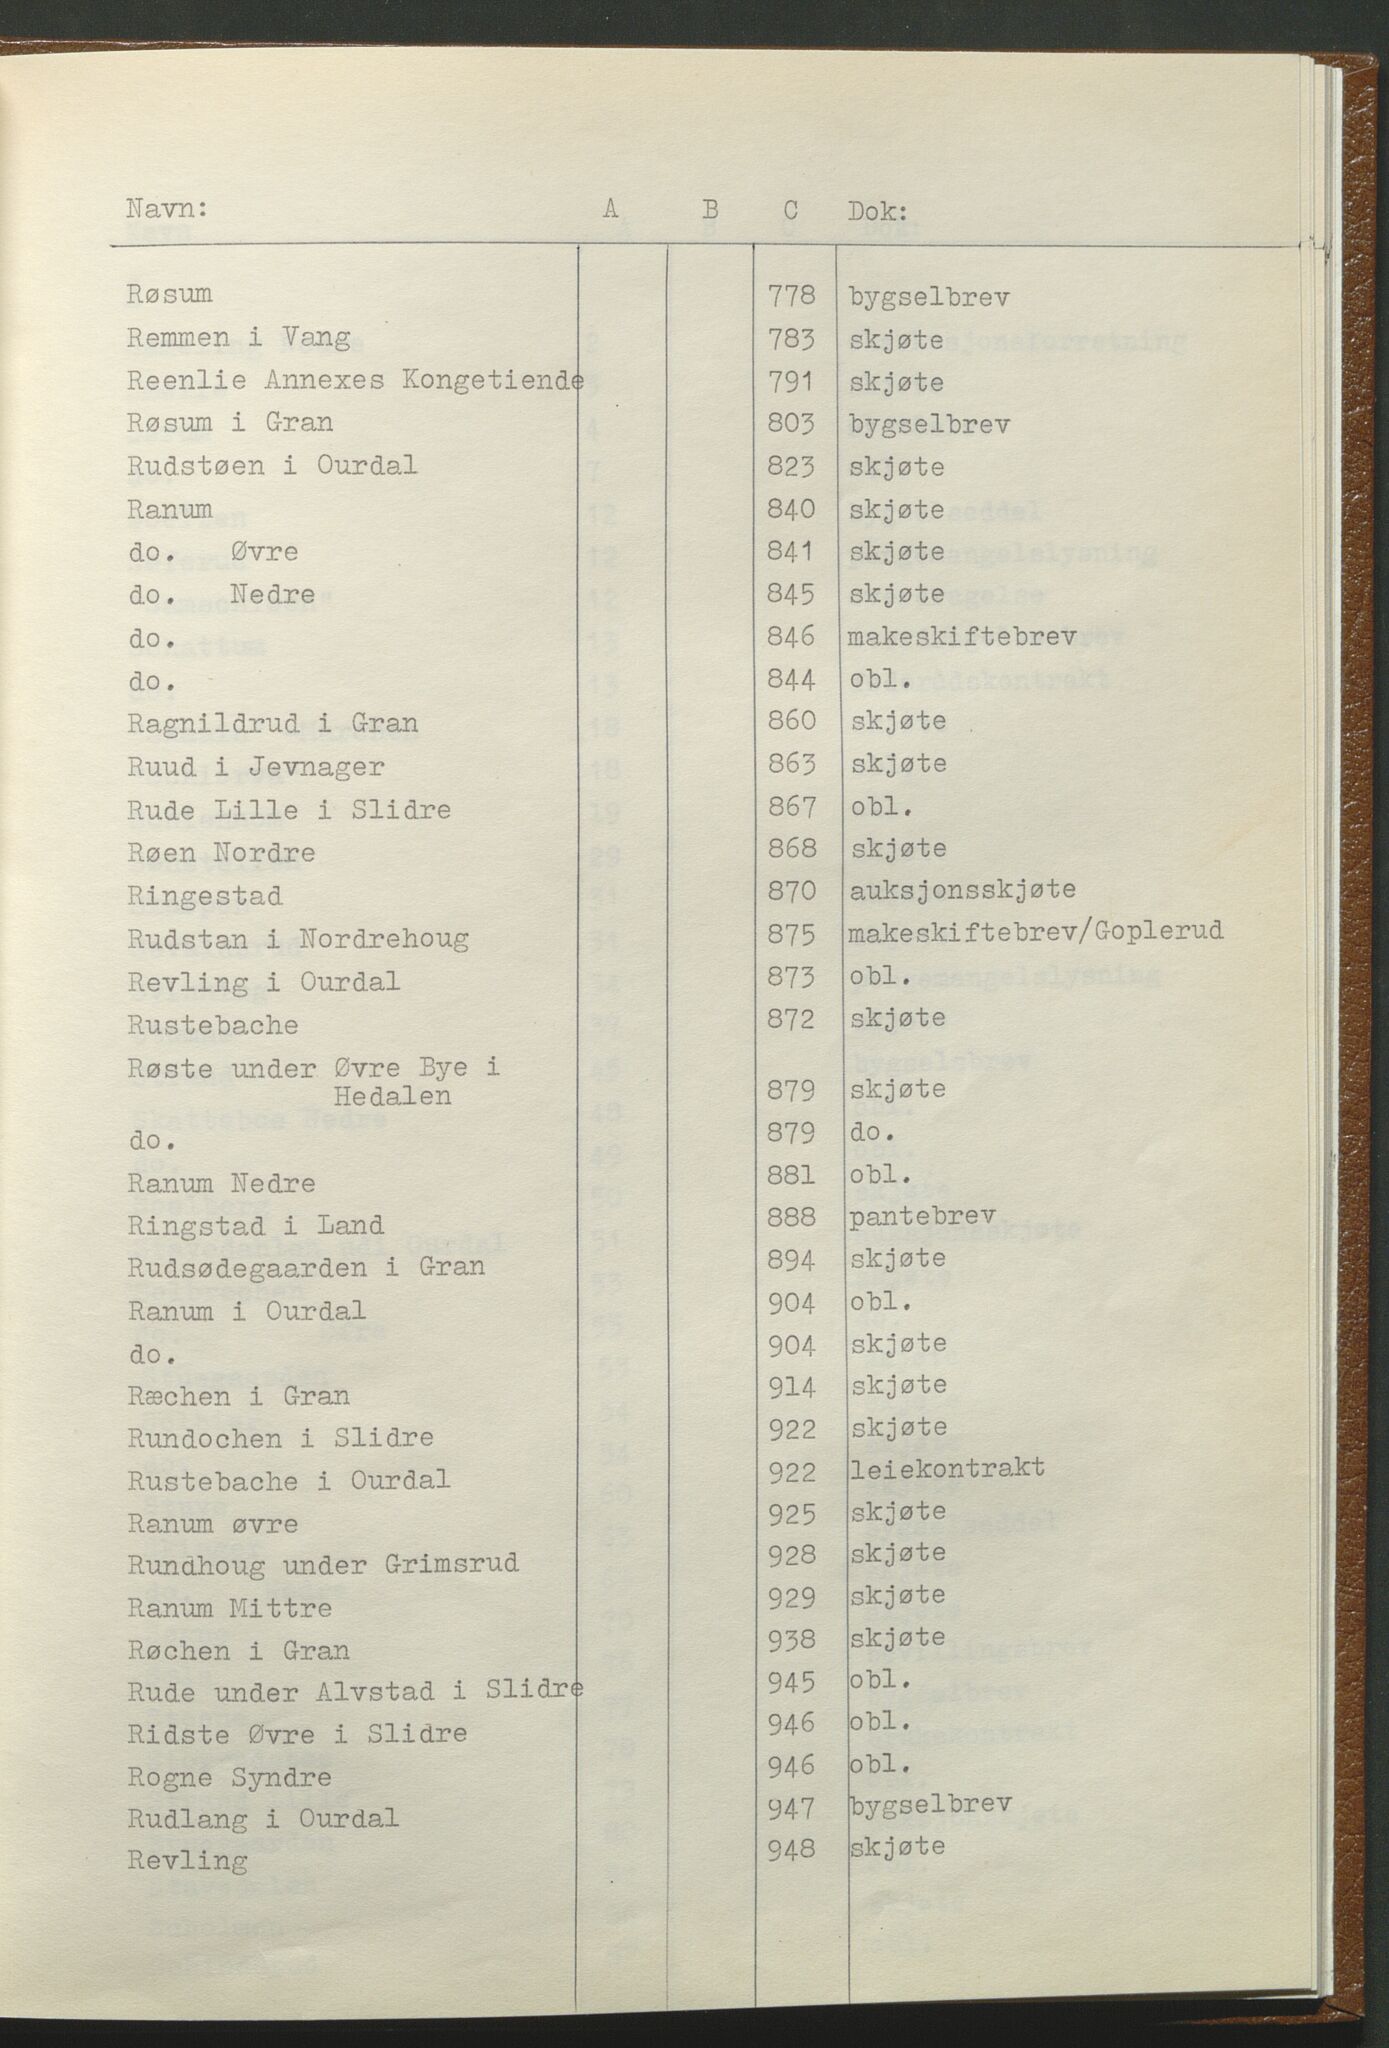 Navn: A B C Dok:
Røsum 778 bygselbrev
Remmen i Vang 783 skjøte
Reenlie Annexes Kongetiende 791 skjøte
Røsum i Gran 803 bygselbrev
Rudstøen i Ourdal 823 skjøte
Ranum 840 skjøte
do. Øvre 841 skjøte
do. Nedre 845 skjøte
do. 846 makeskiftebrev
do. 844 obl.
Ragnildrud i Gran 860 skjøte
Ruud i Jevnager 863 skjøte
Rude Lille i Slidre 867 obl.
Røen Nordre 868 skjøte
Ringestad 870 auksjonsskjøte
Rudstan i Nordrehoug 875 makeskiftebrev/Goplerud
Revling i Ourdal 873 obl.
Rustebache 872 skjøte
Røste under Øvre Bye i
Hedalen 879 skjøte
do. 879 do.
Ranum Nedre 881 obl.
Ringstad i Land 888 pantebrev
Rudsødegaarden i Gran 894 skjøte
Ranum i Ourdal 904 obl.
do. 904 skjøte
Ræchen i Gran 914 skjøte
Rundochen i Slidre 922 skjøte
Rustebache i Ourdal 922 leiekontrakt
Ranum øvre 925 skjøte
Rundhoug under Grimsrud 928 skjøte
Ranum Mittre 929 skjøte
Røchen i Gran 938 skjøte
Rude under Alvstad i Slidre 945 obl.
Ridste Øvre i Slidre 946 obl.
Rogne Syndre 946 obl.
Rudlang i Ourdal 947 bygselbrev
Revling 948 skjøte